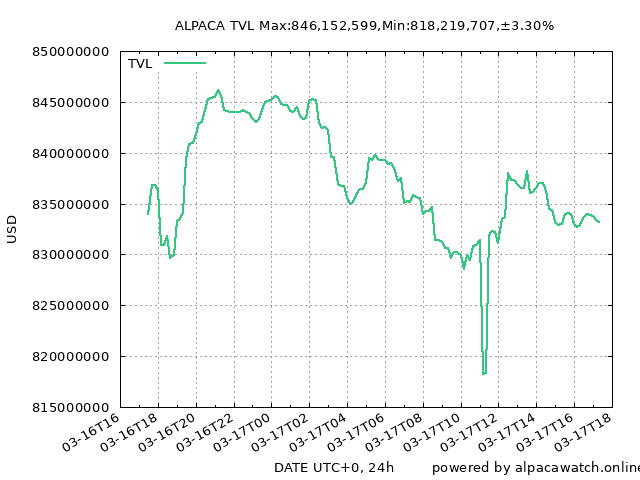 ALPACA TVL Max:846,152,599,Min:818,219,707,±3.30%
850000000
TVL
845000000
840000000
835000000
830000000
825000000
820000000
815000000
USD
03-16T16
03-16T18
03-16T20
03-16T22
03-17T00
03-17T02
03-17T04
03-17T06
03-17T08
03-17T10
03-17T12
03-17T14
03-17T16
03-17T18
DATE UTC+0, 24h
powered by alpacawatch.online